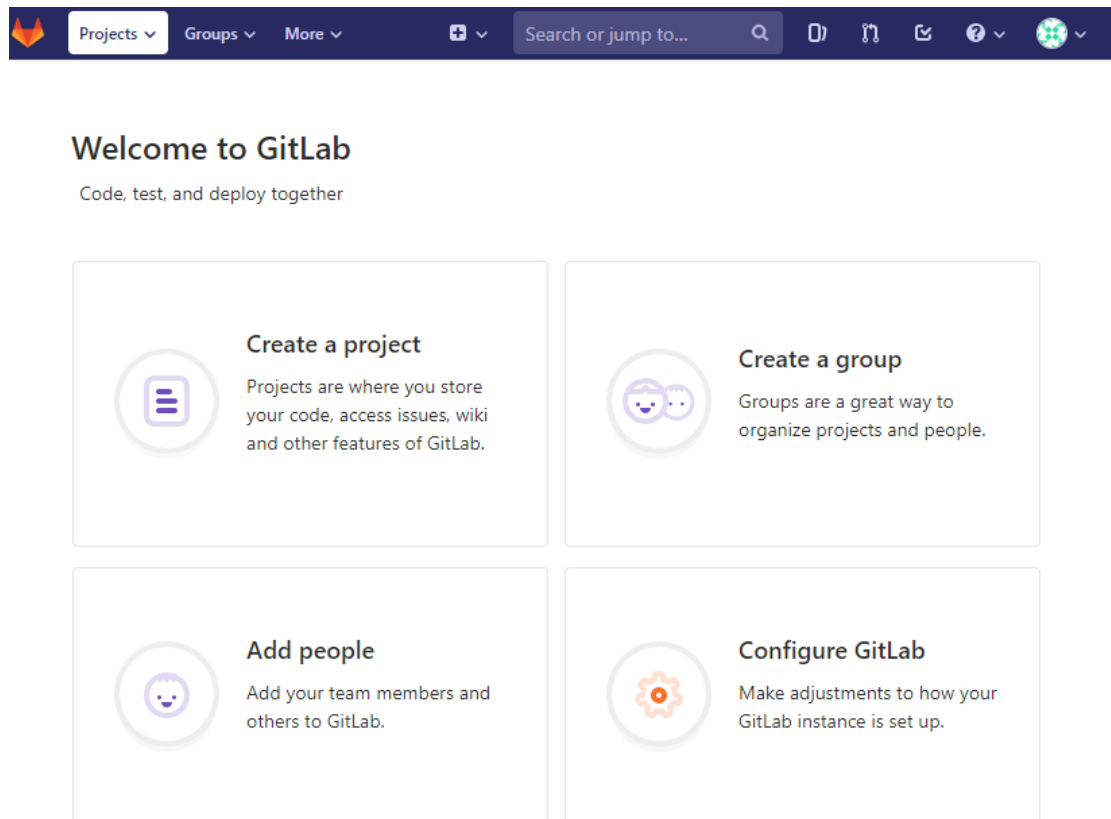 Projects Groups More Search or jump to...
Welcome to GitLab
Code, test, and deploy together
Create a project
Projects are where you store
your code, access issues, wiki
and other features of GitLab.
Create a group
Groups are a great way to
organize projects and people.
Add people
Add your team members and
others to GitLab.
Configure GitLab
Make adjustments to how your
GitLab instance is set up.